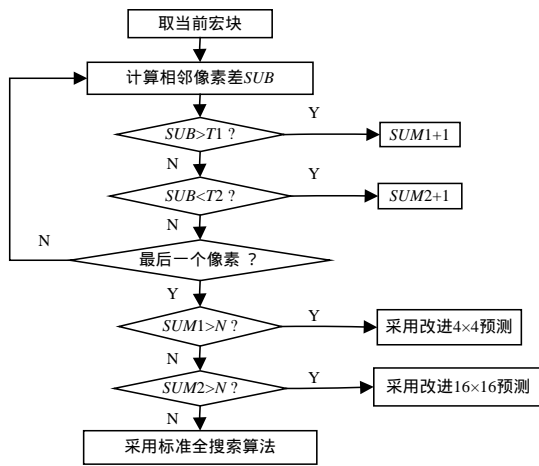 取当前宏块
计算相邻像素差SUB
SUB>T1 ?
Y
SUM1+1
N
SUB<T2 ?
Y
SUM2+1
N
N
最后一个像素 ？
Y
SUM1>N ?
Y
采用改进4×4预测
N
SUM2>N ?
Y
采用改进16×16预测
N
采用标准全搜索算法